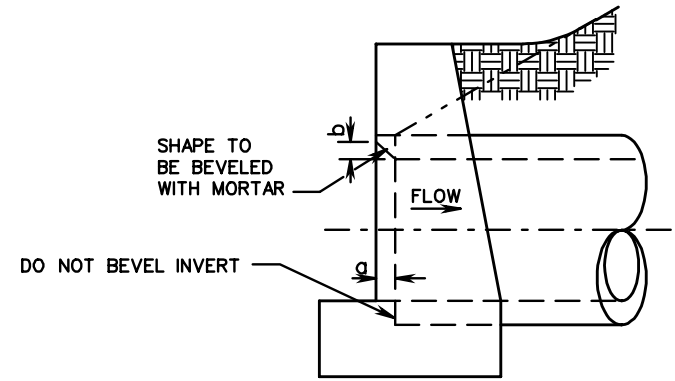 b
SHAPE TO
BE BEVELED
WITH MORTAR
FLOW
DO NOT BEVEL INVERT
a